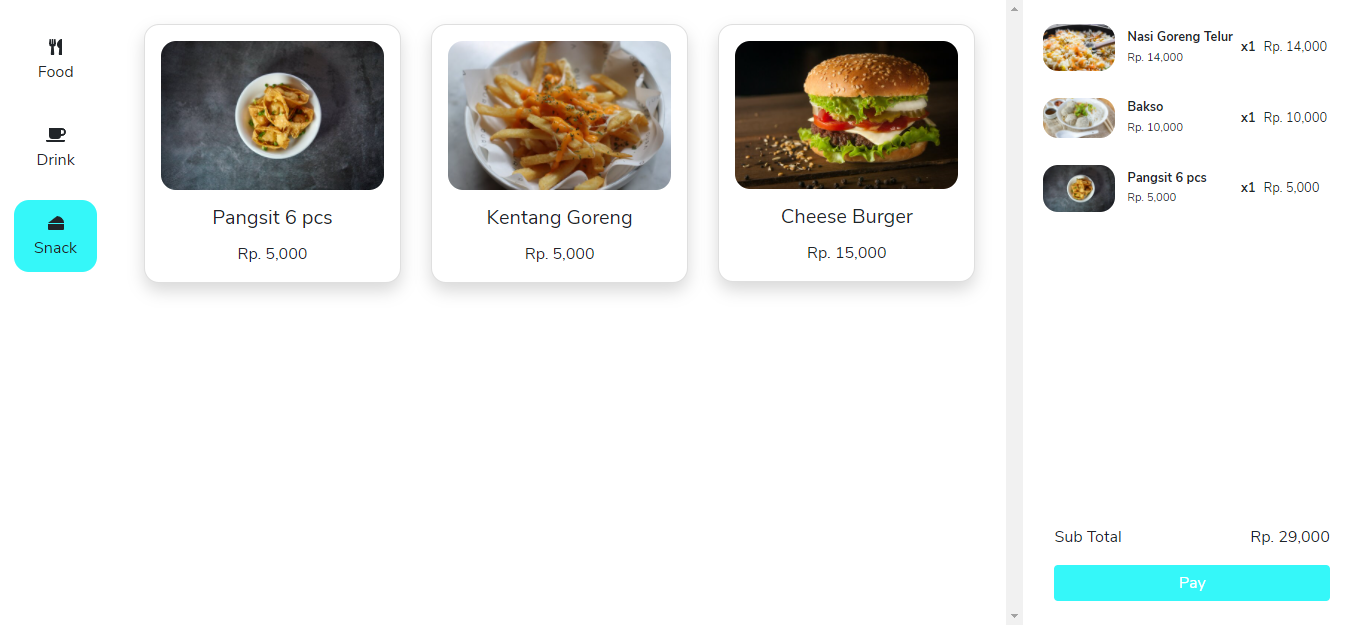 Food
Drink
Snack
Pangsit 6 pcs
Rp. 5,000
Kentang Goreng
Rp. 5,000
Cheese Burger
Rp. 15,000
Nasi Goreng Telur
Rp. 14,000
x1 Rp. 14,000
Bakso
Rp. 10,000
x1 Rp. 10,000
Pangsit 6 pcs
Rp. 5,000
x1 Rp. 5,000
Sub Total Rp. 29,000
Pay